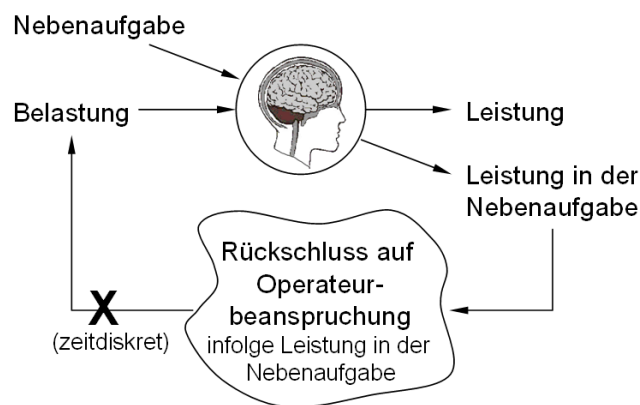 Nebenaufgabe
Belastung
Leistung
Leistung in der
Nebenaufgabe
Rückschluss auf
Operateur-
beanspruchung
infolge Leistung in der
Nebenaufgabe
X
(zeitdiskret)